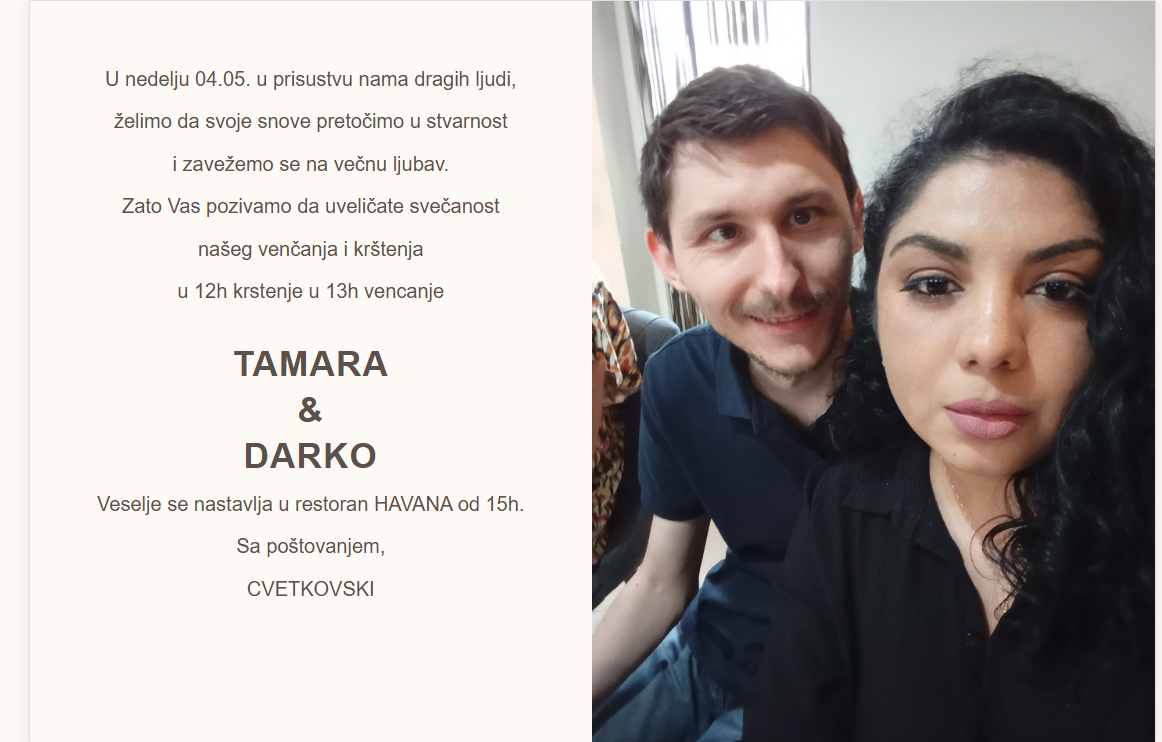 U nedelju 04.05. u prisustvu nama dragih ljudi,
želimo da svoje snove pretočimo u stvarnost
i zavežemo se na večnu ljubav.
Zato Vas pozivamo da uveličate svečanost
našeg venčanja i krštenja
u 12h krstenje u 13h vencanje
TAMARA
&
DARKO
Veselje se nastavlja u restoran HAVANA od 15h.
Sa poštovanjem,
CVETKOVSKI